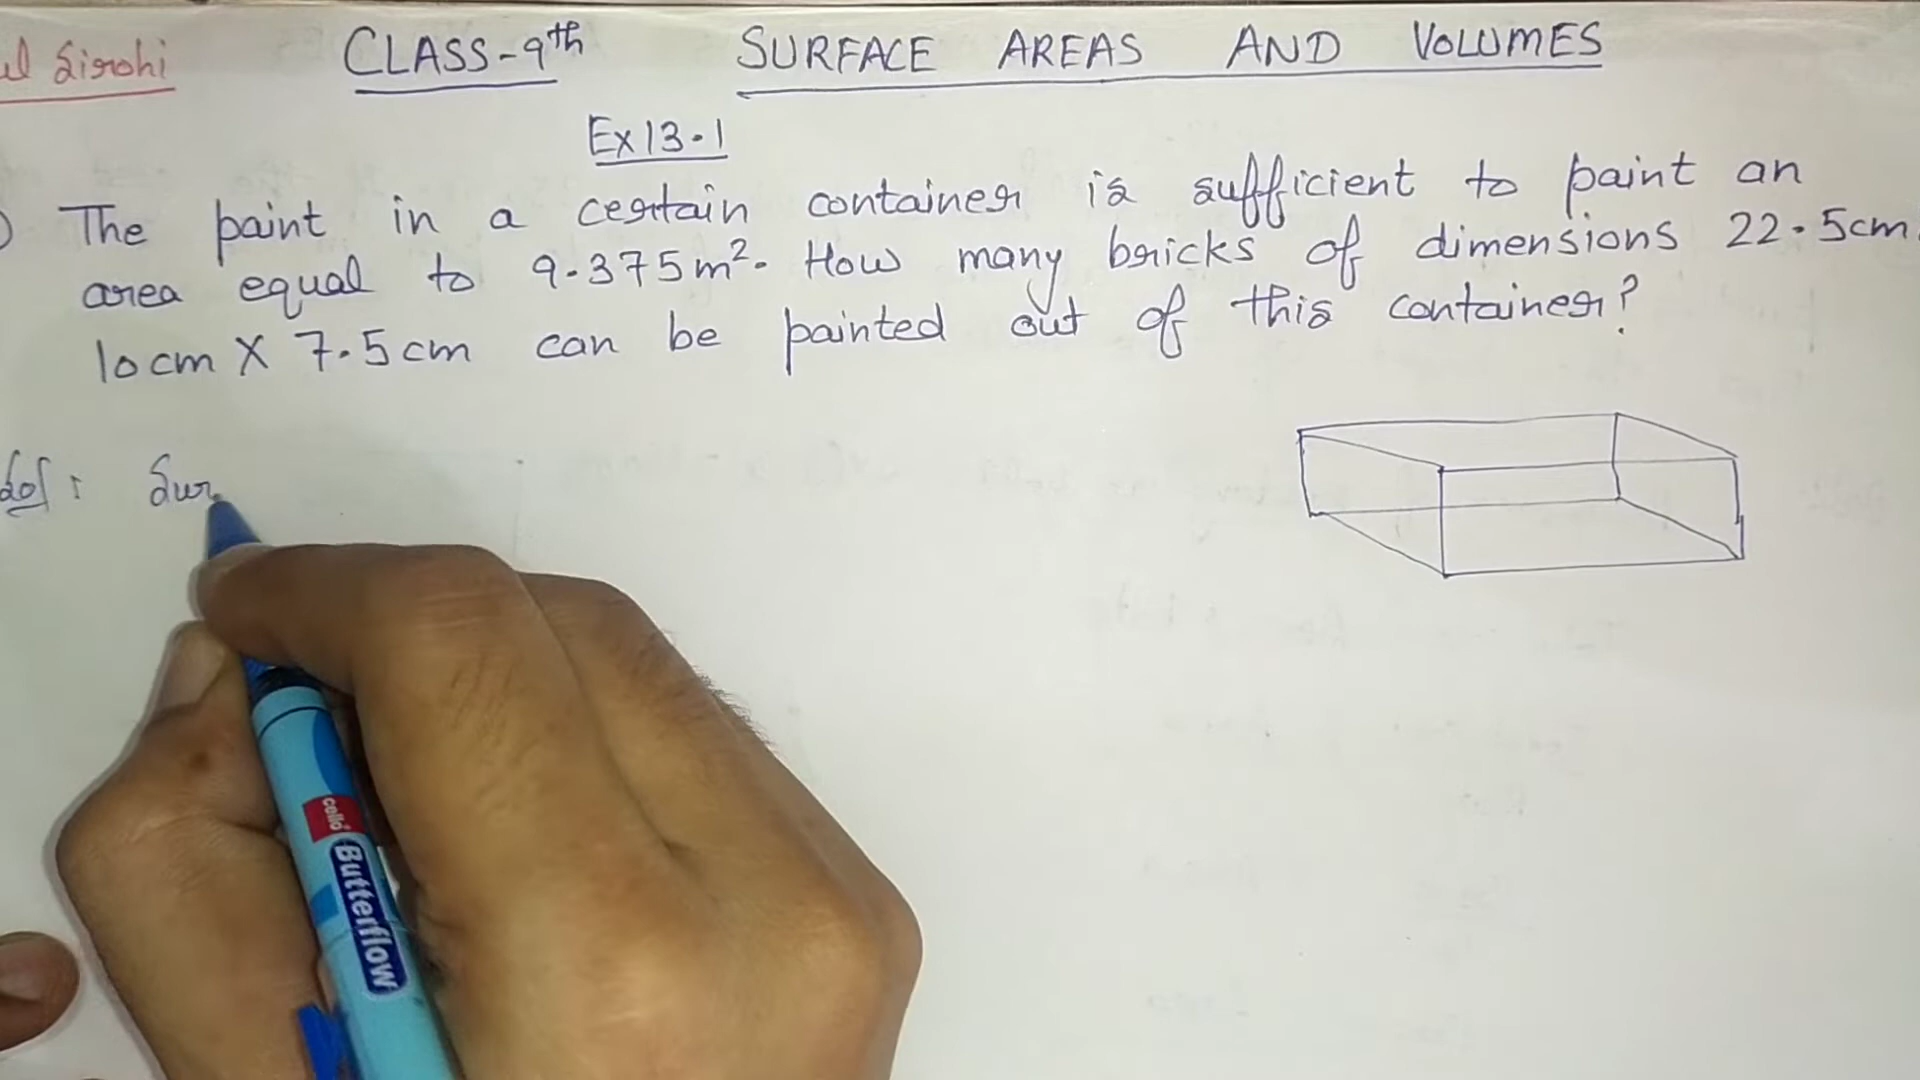 Sirohi CLASS-9th SURFACE AREAS AND VOLUMES
Ex 13.1
The paint in a certain container is sufficient to paint an
area equal to 9.375m². How many bricks of dimensions 22.5cm
10cm X 7.5cm can be painted out of this container?
Sol: Sur
cello
Butterflow